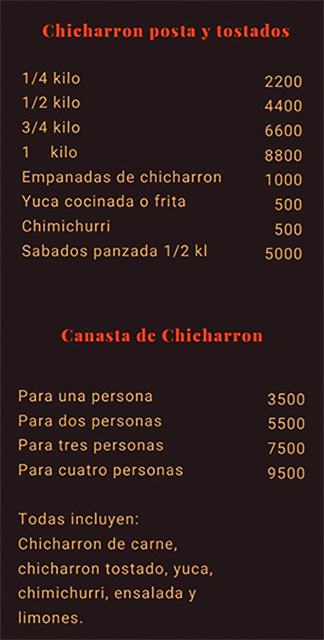 Chicharron posta y tostados
1/4 kilo 2200
1/2 kilo 4400
3/4 kilo 6600
1 kilo 8800
Empanadas de chicharron 1000
Yuca cocinada o frita 500
Chimichurri 500
Sabados panzada 1/2 kl 5000
Canasta de Chicharron
Para una persona 3500
Para dos personas 5500
Para tres personas 7500
Para cuatro personas 9500
Todas incluyen:
Chicharron de carne,
chicharron tostado, yuca,
chimichurri, ensalada y
limones.